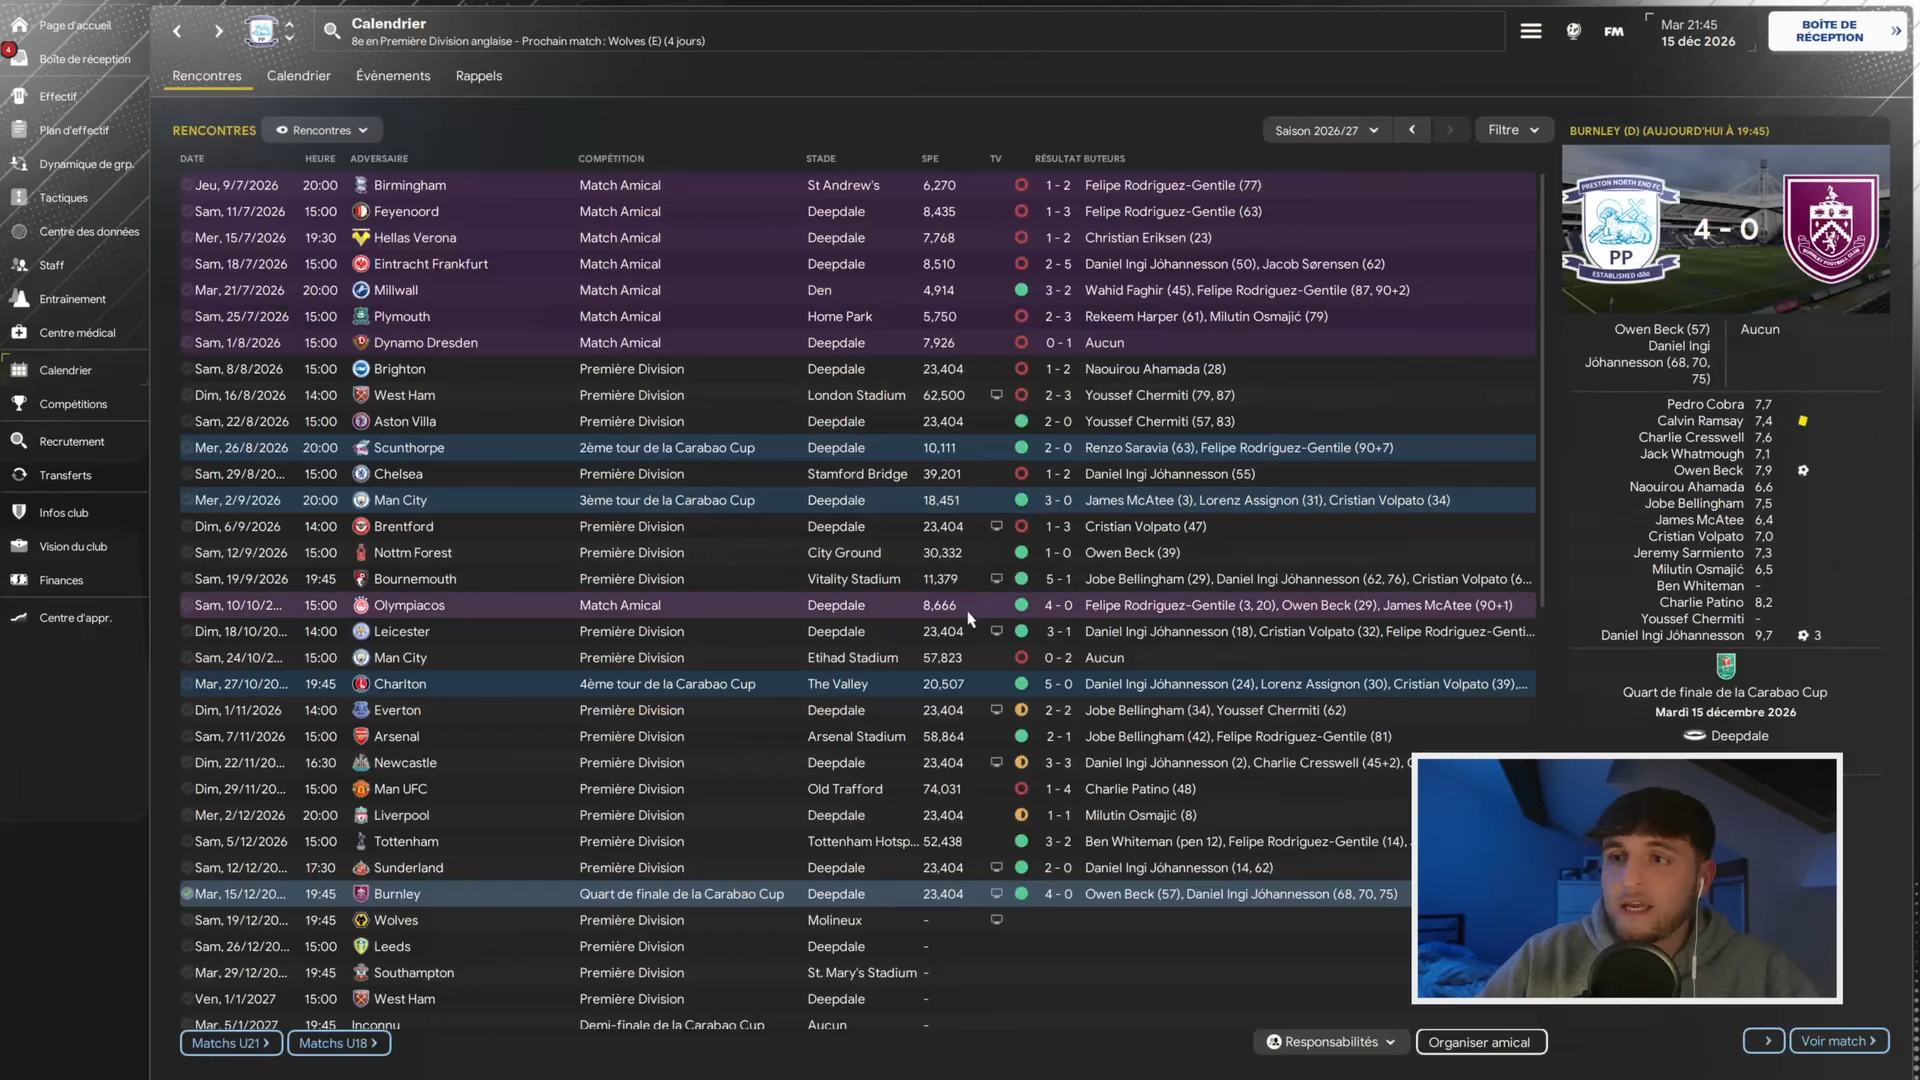 Page d'accueil
4
Boîte de réception
Effectif
Plan d'effectif
Dynamique de grp.
Tactiques
Centre des données
Staff
Entraînement
Centre médical
Calendrier
Compétitions
Recrutement
Transferts
Infos club
Vision du club
Finances
Centre d'appr.
Calendrier
8e en Première Division anglaise - Prochain match : Wolves (E) (4 jours)
FM
Mar 21:45
15 déc 2026
BOÎTE DE RÉCEPTION
Rencontres Calendrier Évènements Rappels
RENCONTRES Rencontres Saison 2026/27 Filtre
DATE HEURE ADVERSAIRE COMPÉTITION STADE SPE TV RÉSULTAT BUTEURS
Jeu, 9/7/2026 20:00 Birmingham Match Amical St Andrew's 6,270 1 - 2 Felipe Rodriguez-Gentile (77)
Sam, 11/7/2026 15:00 Feyenoord Match Amical Deepdale 8,435 1 - 3 Felipe Rodriguez-Gentile (63)
Mer, 15/7/2026 19:30 Hellas Verona Match Amical Deepdale 7,768 1 - 2 Christian Eriksen (23)
Sam, 18/7/2026 15:00 Eintracht Frankfurt Match Amical Deepdale 8,510 2 - 5 Daniel Ingi Jóhannesson (50), Jacob Sørensen (62)
Mar, 21/7/2026 20:00 Millwall Match Amical Den 4,914 3 - 2 Wahid Faghir (45), Felipe Rodriguez-Gentile (87, 90+2)
Sam, 25/7/2026 15:00 Plymouth Match Amical Home Park 5,750 2 - 3 Rekeem Harper (61), Milutin Osmajić (79)
Sam, 1/8/2026 15:00 Dynamo Dresden Match Amical Deepdale 7,926 0 - 1 Aucun
Sam, 8/8/2026 15:00 Brighton Première Division Deepdale 23,404 1 - 2 Naouirou Ahamada (28)
Dim, 16/8/2026 14:00 West Ham Première Division London Stadium 62,500 2 - 3 Youssef Chermiti (79, 87)
Sam, 22/8/2026 15:00 Aston Villa Première Division Deepdale 23,404 2 - 0 Youssef Chermiti (57, 83)
Mer, 26/8/2026 20:00 Scunthorpe 2ème tour de la Carabao Cup Deepdale 10,111 2 - 0 Renzo Saravia (63), Felipe Rodriguez-Gentile (90+7)
Sam, 29/8/20... 15:00 Chelsea Première Division Stamford Bridge 39,201 1 - 2 Daniel Ingi Jóhannesson (55)
Mer, 2/9/2026 20:00 Man City 3ème tour de la Carabao Cup Deepdale 18,451 3 - 0 James McAtee (3), Lorenz Assignon (31), Cristian Volpato (34)
Dim, 6/9/2026 14:00 Brentford Première Division Deepdale 23,404 1 - 3 Cristian Volpato (47)
Sam, 12/9/2026 15:00 Nottm Forest Première Division City Ground 30,332 1 - 0 Owen Beck (39)
Sam, 19/9/2026 19:45 Bournemouth Première Division Vitality Stadium 11,379 5 - 1 Jobe Bellingham (29), Daniel Ingi Jóhannesson (62, 76), Cristian Volpato (6...
Sam, 10/10/2... 15:00 Olympiacos Match Amical Deepdale 8,666 4 - 0 Felipe Rodriguez-Gentile (3, 20), Owen Beck (29), James McAtee (90+1)
Dim, 18/10/20... 14:00 Leicester Première Division Deepdale 23,404 3 - 1 Daniel Ingi Jóhannesson (18), Cristian Volpato (32), Felipe Rodriguez-Genti...
Sam, 24/10/2... 15:00 Man City Première Division Etihad Stadium 57,823 0 - 2 Aucun
Mar, 27/10/20... 19:45 Charlton 4ème tour de la Carabao Cup The Valley 20,507 5 - 0 Daniel Ingi Jóhannesson (24), Lorenz Assignon (30), Cristian Volpato (39),...
Dim, 1/11/2026 14:00 Everton Première Division Deepdale 23,404 2 - 2 Jobe Bellingham (34), Youssef Chermiti (62)
Sam, 7/11/2026 15:00 Arsenal Première Division Arsenal Stadium 58,864 2 - 1 Jobe Bellingham (42), Felipe Rodriguez-Gentile (81)
Dim, 22/11/20... 16:30 Newcastle Première Division Deepdale 23,404 3 - 3 Daniel Ingi Jóhannesson (2), Charlie Cresswell (45+2),
Dim, 29/11/20... 15:00 Man UFC Première Division Old Trafford 74,031 1 - 4 Charlie Patino (48)
Mer, 2/12/2026 20:00 Liverpool Première Division Deepdale 23,404 1 - 1 Milutin Osmajić (8)
Sam, 5/12/2026 15:00 Tottenham Première Division Tottenham Hotsp... 52,438 3 - 2 Ben Whiteman (pen 12), Felipe Rodriguez-Gentile (14),
Sam, 12/12/20... 17:30 Sunderland Première Division Deepdale 23,404 2 - 0 Daniel Ingi Jóhannesson (14, 62)
Mar, 15/12/20... 19:45 Burnley Quart de finale de la Carabao Cup Deepdale 23,404 4 - 0 Owen Beck (57), Daniel Ingi Jóhannesson (68, 70, 75)
Sam, 19/12/20... 19:45 Wolves Première Division Molineux -
Sam, 26/12/20... 15:00 Leeds Première Division Deepdale -
Mar, 29/12/20... 19:45 Southampton Première Division St. Mary's Stadium -
Ven, 1/1/2027 15:00 West Ham Première Division Deepdale -
Mar, 5/1/2027 19:45 Inconnu Demi-finale de la Carabao Cup Aucun
Matchs U21 Matchs U18 Responsabilités Organiser amical Voir match
BURNLEY (D) (AUJOURD'HUI À 19:45)
PRESTON NORTH END FC
PP
ESTABLISHED 1880
4 - 0
Owen Beck (57) Aucun
Daniel Ingi
Jóhannesson (68, 70,
75)
Pedro Cobra 7,7
Calvin Ramsay 7,4
Charlie Cresswell 7,6
Jack Whatmough 7,1
Owen Beck 7,9
Naouirou Ahamada 6,6
Jobe Bellingham 7,5
James McAtee 6,4
Cristian Volpato 7,0
Jeremy Sarmiento 7,3
Milutin Osmajić 6,5
Ben Whiteman -
Charlie Patino 8,2
Youssef Chermiti -
Daniel Ingi Jóhannesson 9,7 3
Quart de finale de la Carabao Cup
Mardi 15 décembre 2026
Deepdale